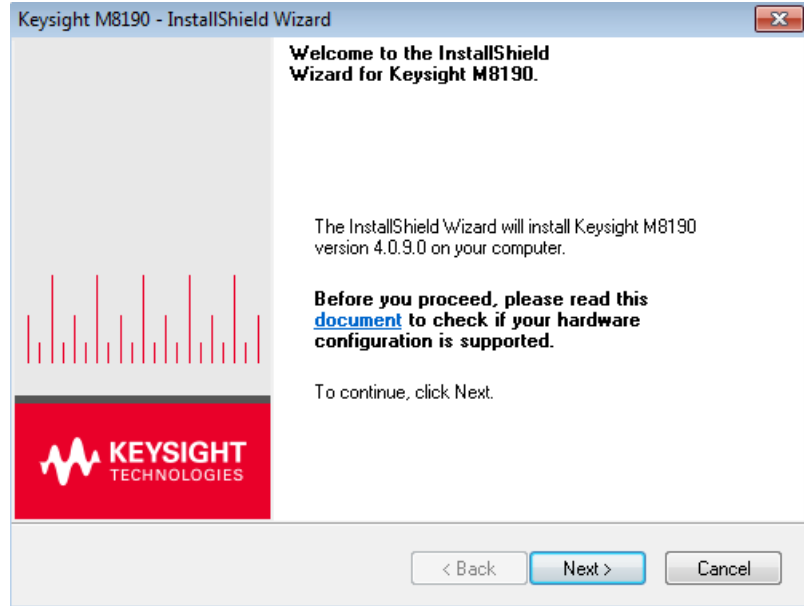 Keysight M8190 - InstallShield Wizard
Welcome to the InstallShield
Wizard for Keysight M8190.
The InstallShield Wizard will install Keysight M8190
version 4.0.9.0 on your computer.
Before you proceed, please read this
document to check if your hardware
configuration is supported.
To continue, click Next.
KEYSIGHT
TECHNOLOGIES
< Back
Next >
Cancel